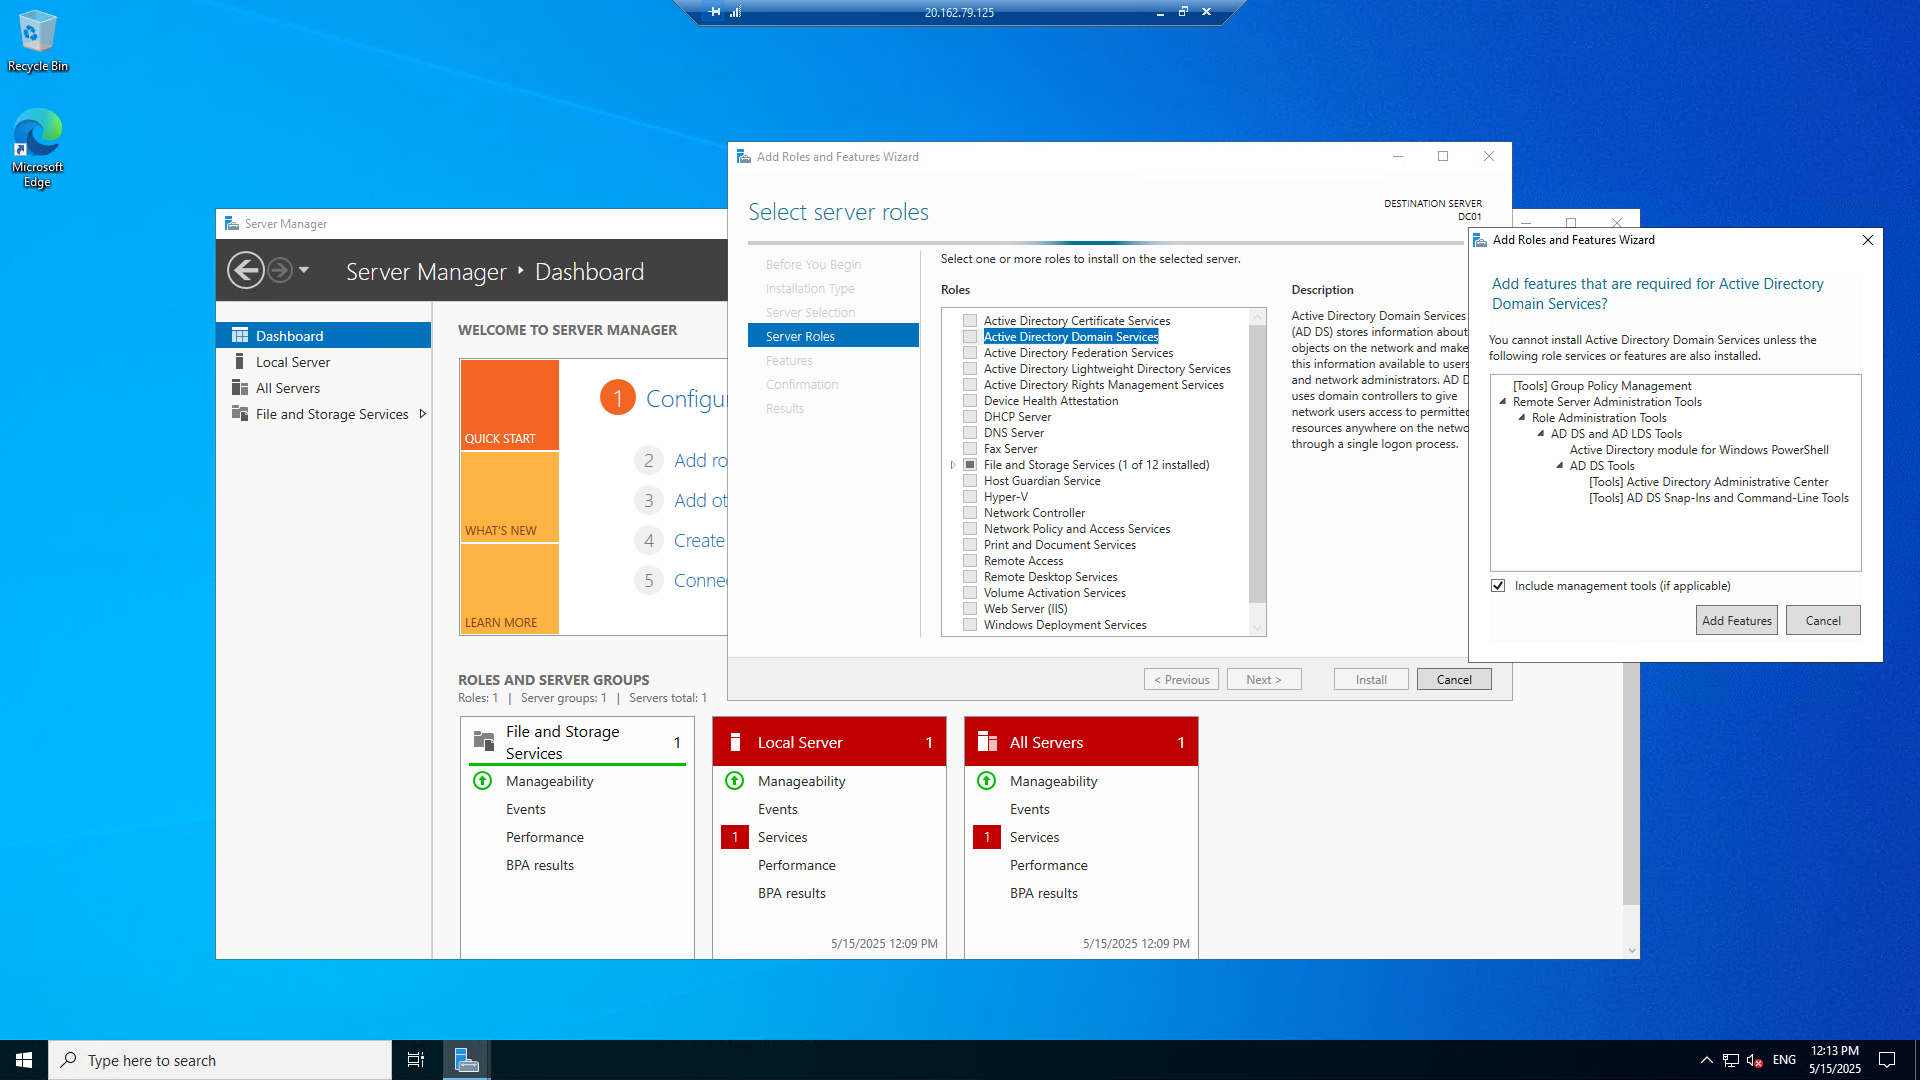 20.162.79.125
Recycle Bin
Microsoft
Edge
Server Manager
Server Manager
Dashboard
Dashboard
Local Server
All Servers
File and Storage Services
WELCOME TO SERVER MANAGER
QUICK START
WHAT'S NEW
LEARN MORE
1 Configu
2 Add ro
3 Add ot
4 Create
5 Conne
ROLES AND SERVER GROUPS
Roles: 1 | Server groups: 1 | Servers total: 1
File and Storage
Services
1
Manageability
Events
Performance
BPA results
Local Server 1
Manageability
Events
1 Services
Performance
BPA results
5/15/2025 12:09 PM
All Servers 1
Manageability
Events
1 Services
Performance
BPA results
5/15/2025 12:09 PM
Add Roles and Features Wizard
Select server roles
DESTINATION SERVER
DC01
Before You Begin
Installation Type
Server Selection
Server Roles
Features
Confirmation
Results
Select one or more roles to install on the selected server.
Roles
Active Directory Certificate Services
Active Directory Domain Services
Active Directory Federation Services
Active Directory Lightweight Directory Services
Active Directory Rights Management Services
Device Health Attestation
DHCP Server
DNS Server
Fax Server
File and Storage Services (1 of 12 installed)
Host Guardian Service
Hyper-V
Network Controller
Network Policy and Access Services
Print and Document Services
Remote Access
Remote Desktop Services
Volume Activation Services
Web Server (IIS)
Windows Deployment Services
Description
Active Directory Domain Services
(AD DS) stores information about
objects on the network and make
this information available to users
and network administrators. AD D
uses domain controllers to give
network users access to permitted
resources anywhere on the netwo
through a single logon process.
< Previous
Next >
Install
Cancel
Add Roles and Features Wizard
Add features that are required for Active Directory
Domain Services?
You cannot install Active Directory Domain Services unless the
following role services or features are also installed.
[Tools] Group Policy Management
Remote Server Administration Tools
Role Administration Tools
AD DS and AD LDS Tools
Active Directory module for Windows PowerShell
AD DS Tools
[Tools] Active Directory Administrative Center
[Tools] AD DS Snap-Ins and Command-Line Tools
Include management tools (if applicable)
Add Features
Cancel
Type here to search
ENG
12:13 PM
5/15/2025